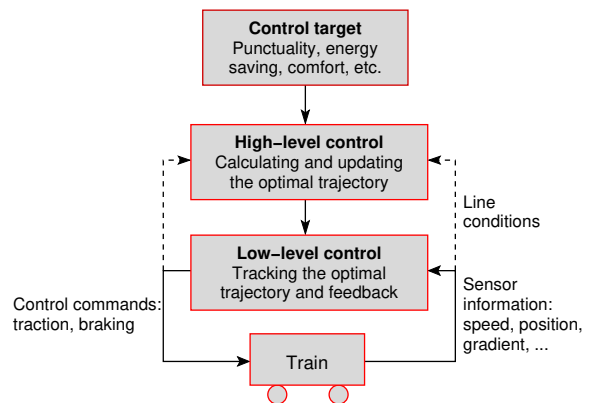 Control target
Punctuality, energy
saving, comfort, etc.
High−level control
Calculating and updating
the optimal trajectory
Line
conditions
Low−level control
Tracking the optimal
trajectory and feedback
Control commands:
traction, braking
Sensor
information:
speed, position,
gradient, ...
Train